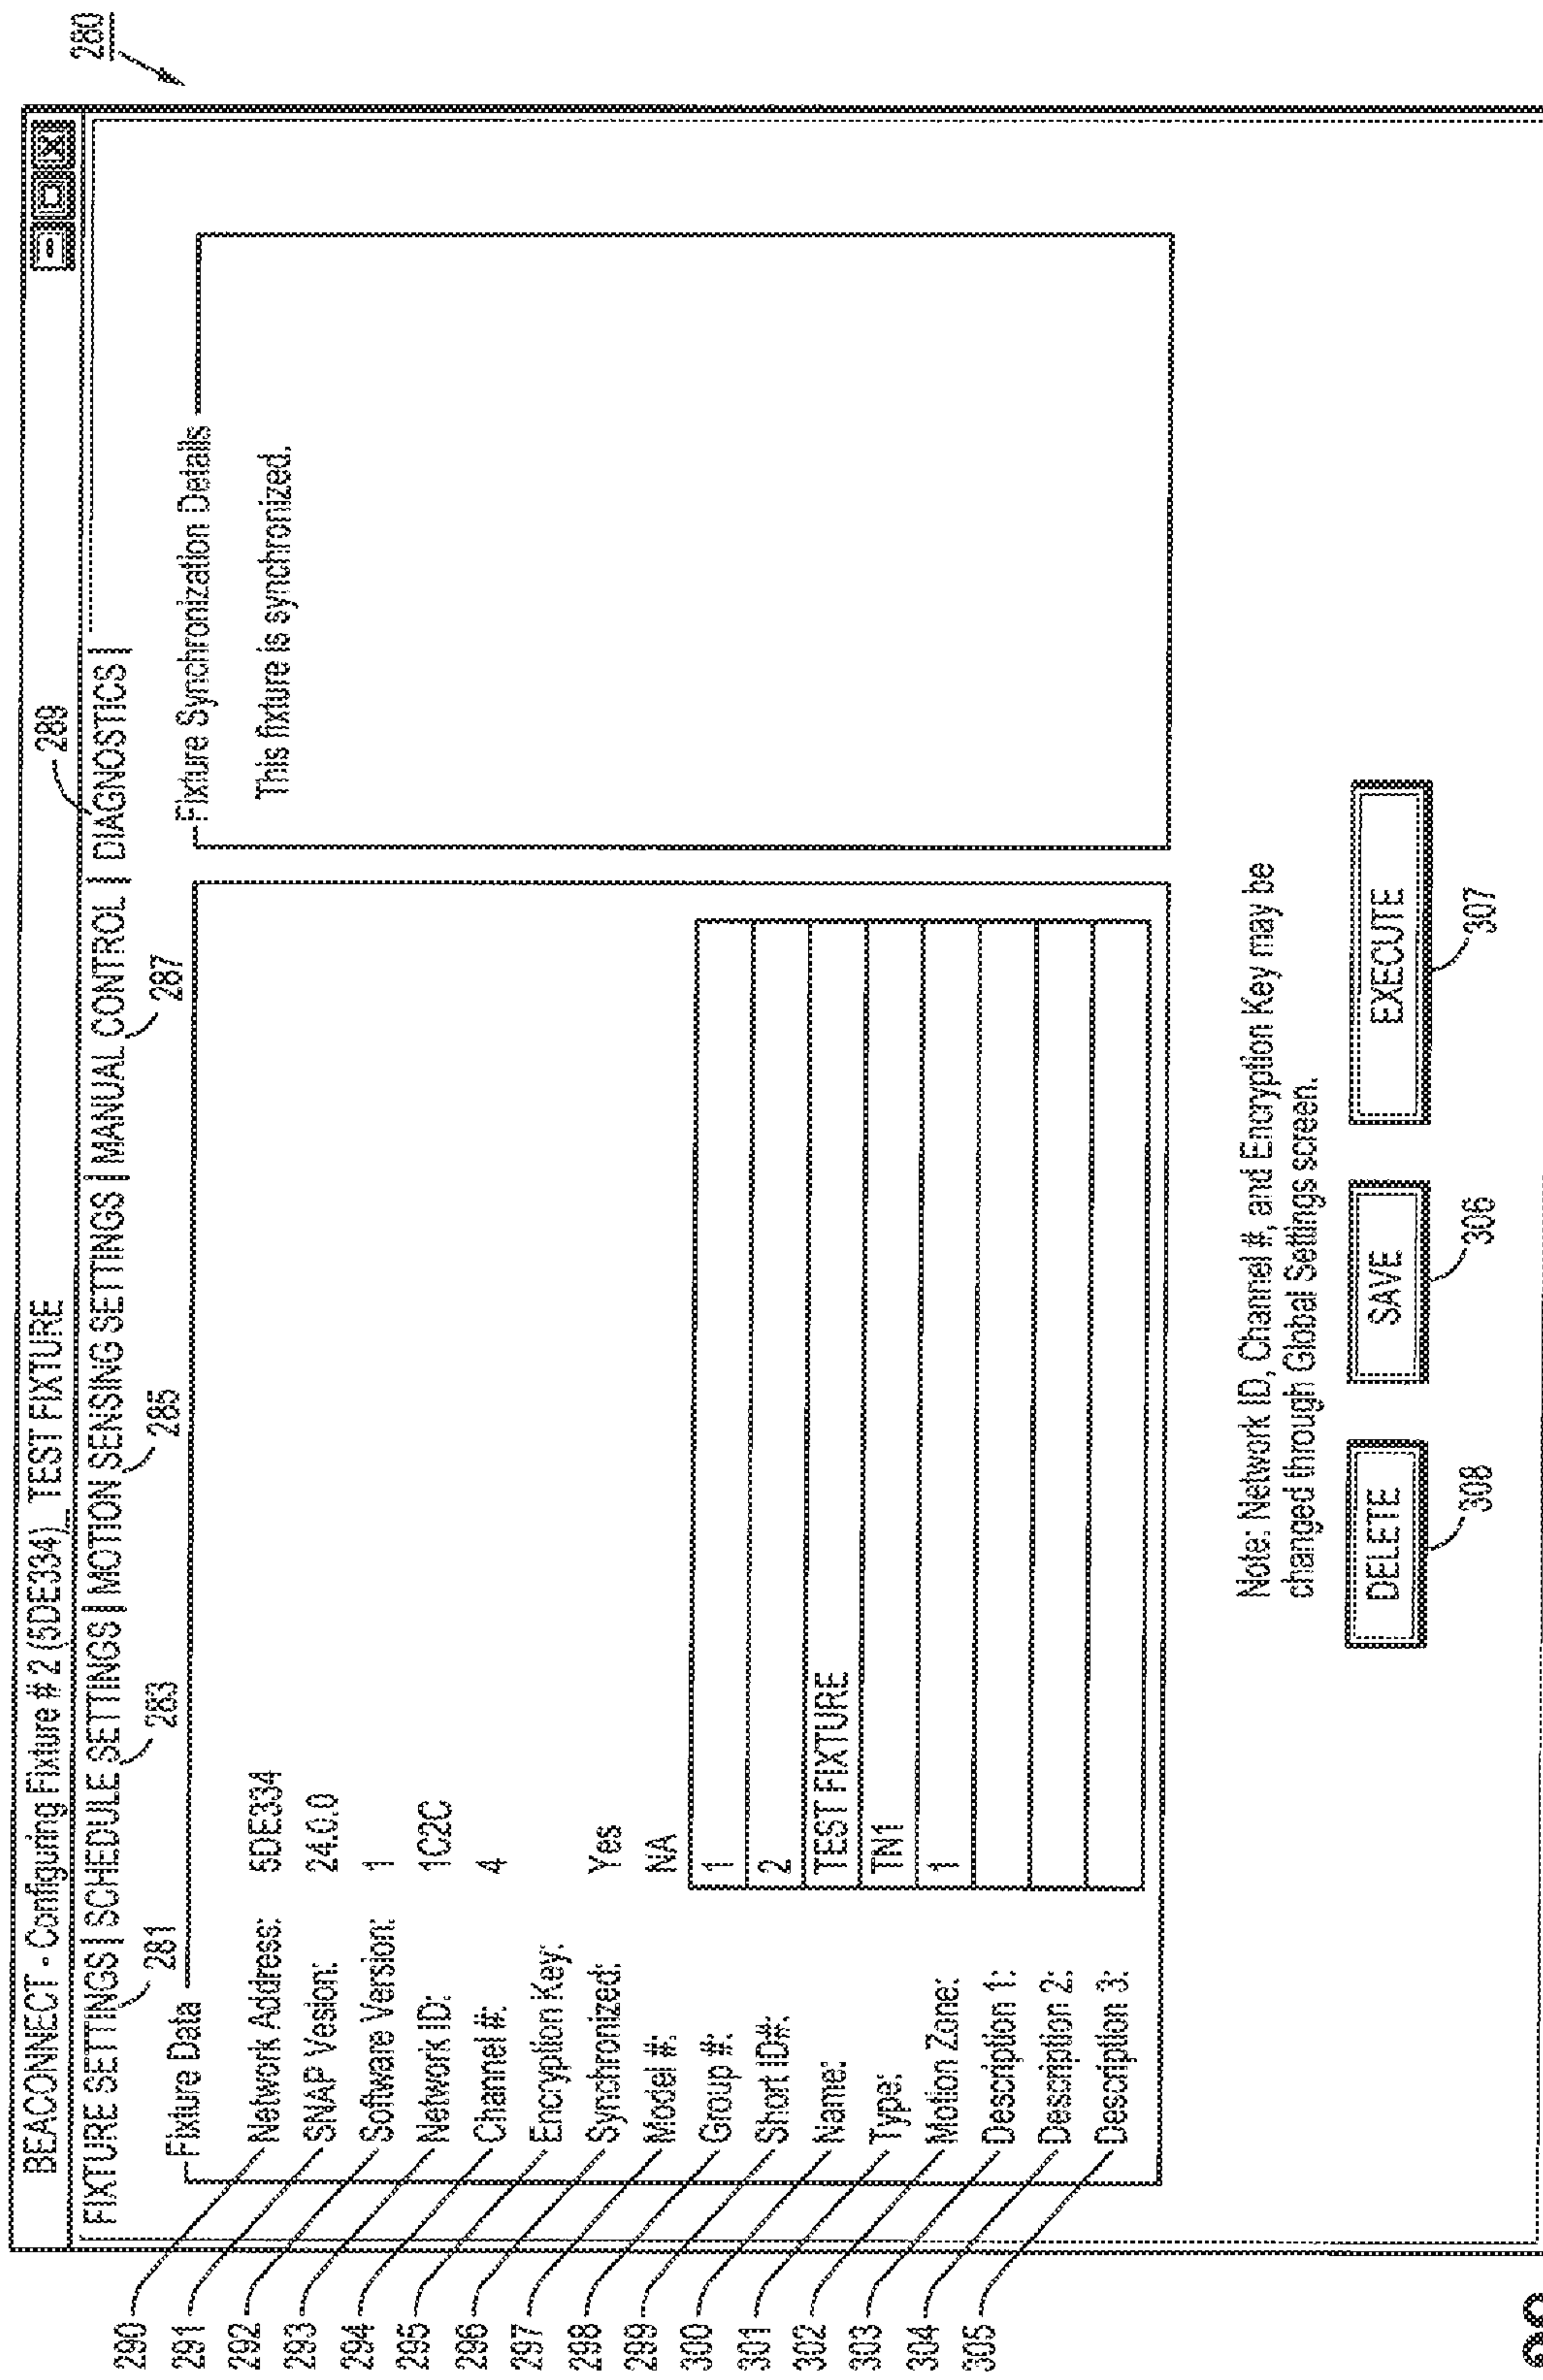 280
BEACONNECT - Configuring Fixture # 2 (5DE334)_ TEST FIXTURE
289
FIXTURE SETTINGS | SCHEDULE SETTINGS | MOTION SENSING SETTINGS | MANUAL CONTROL | DIAGNOSTICS |
281
283
285
287
Fixture Data
Fixture Synchronization Details
290
Network Address: 5DE334
This fixture is synchronized.
291
SNAP Vesion: 24.0.0
292
Software Version: 1
293
Network ID: 1C2C
294
Channel #: 4
295
Encryption Key:
296
Synchronized: Yes
297
Model #: NA
298
Group #: 1
299
Short ID#: 2
300
Name: TEST FIXTURE
301
Type: TN1
302
Motion Zone: 1
303
Description 1:
304
Description 2:
305
Description 3:
Note: Network ID, Channel #, and Encryption Key may be
changed through Global Settings screen.
DELETE SAVE EXECUTE
308 306 307